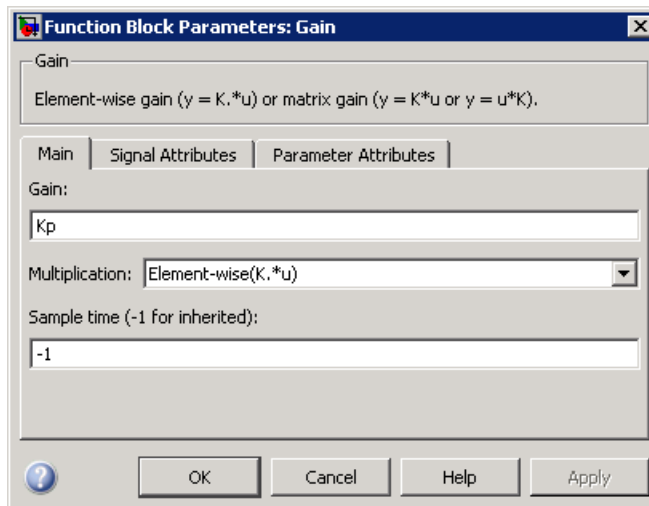 Function Block Parameters: Gain
Gain
Element-wise gain (y = K.*u) or matrix gain (y = K*u or y = u*K).
Main Signal Attributes Parameter Attributes
Gain:
Kp
Multiplication: Element-wise(K.*u)
Sample time (-1 for inherited):
-1
OK Cancel Help Apply